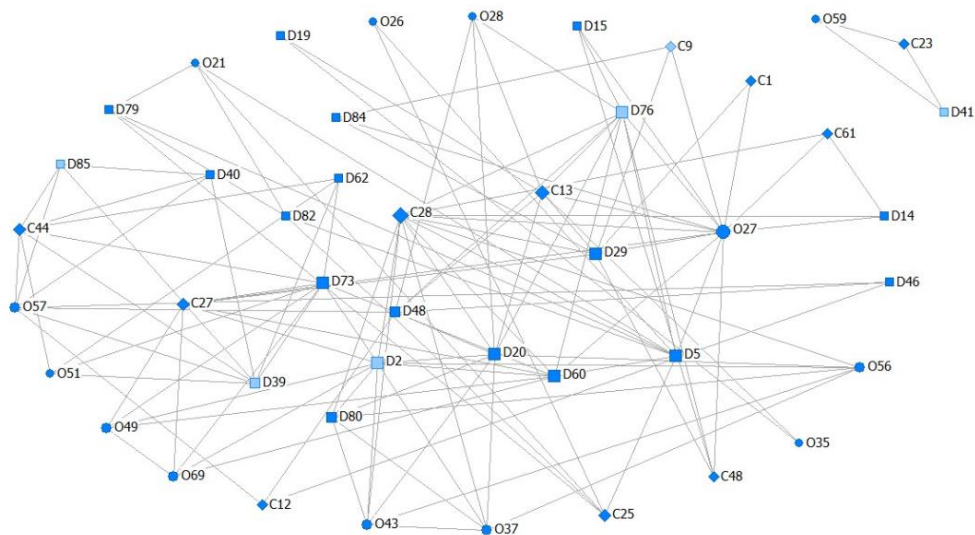 O59
O28
O26
D15
D19
C23
C9
O21
C1
D79
D76
D41
D84
C61
D85
D40
D62
C13
C28
D82
D14
C44
O27
D29
D73
D46
C27
O57
D48
D20
D5
D2
O56
O51
D60
D39
D80
O49
O35
O69
C48
C12
C25
O43
O37